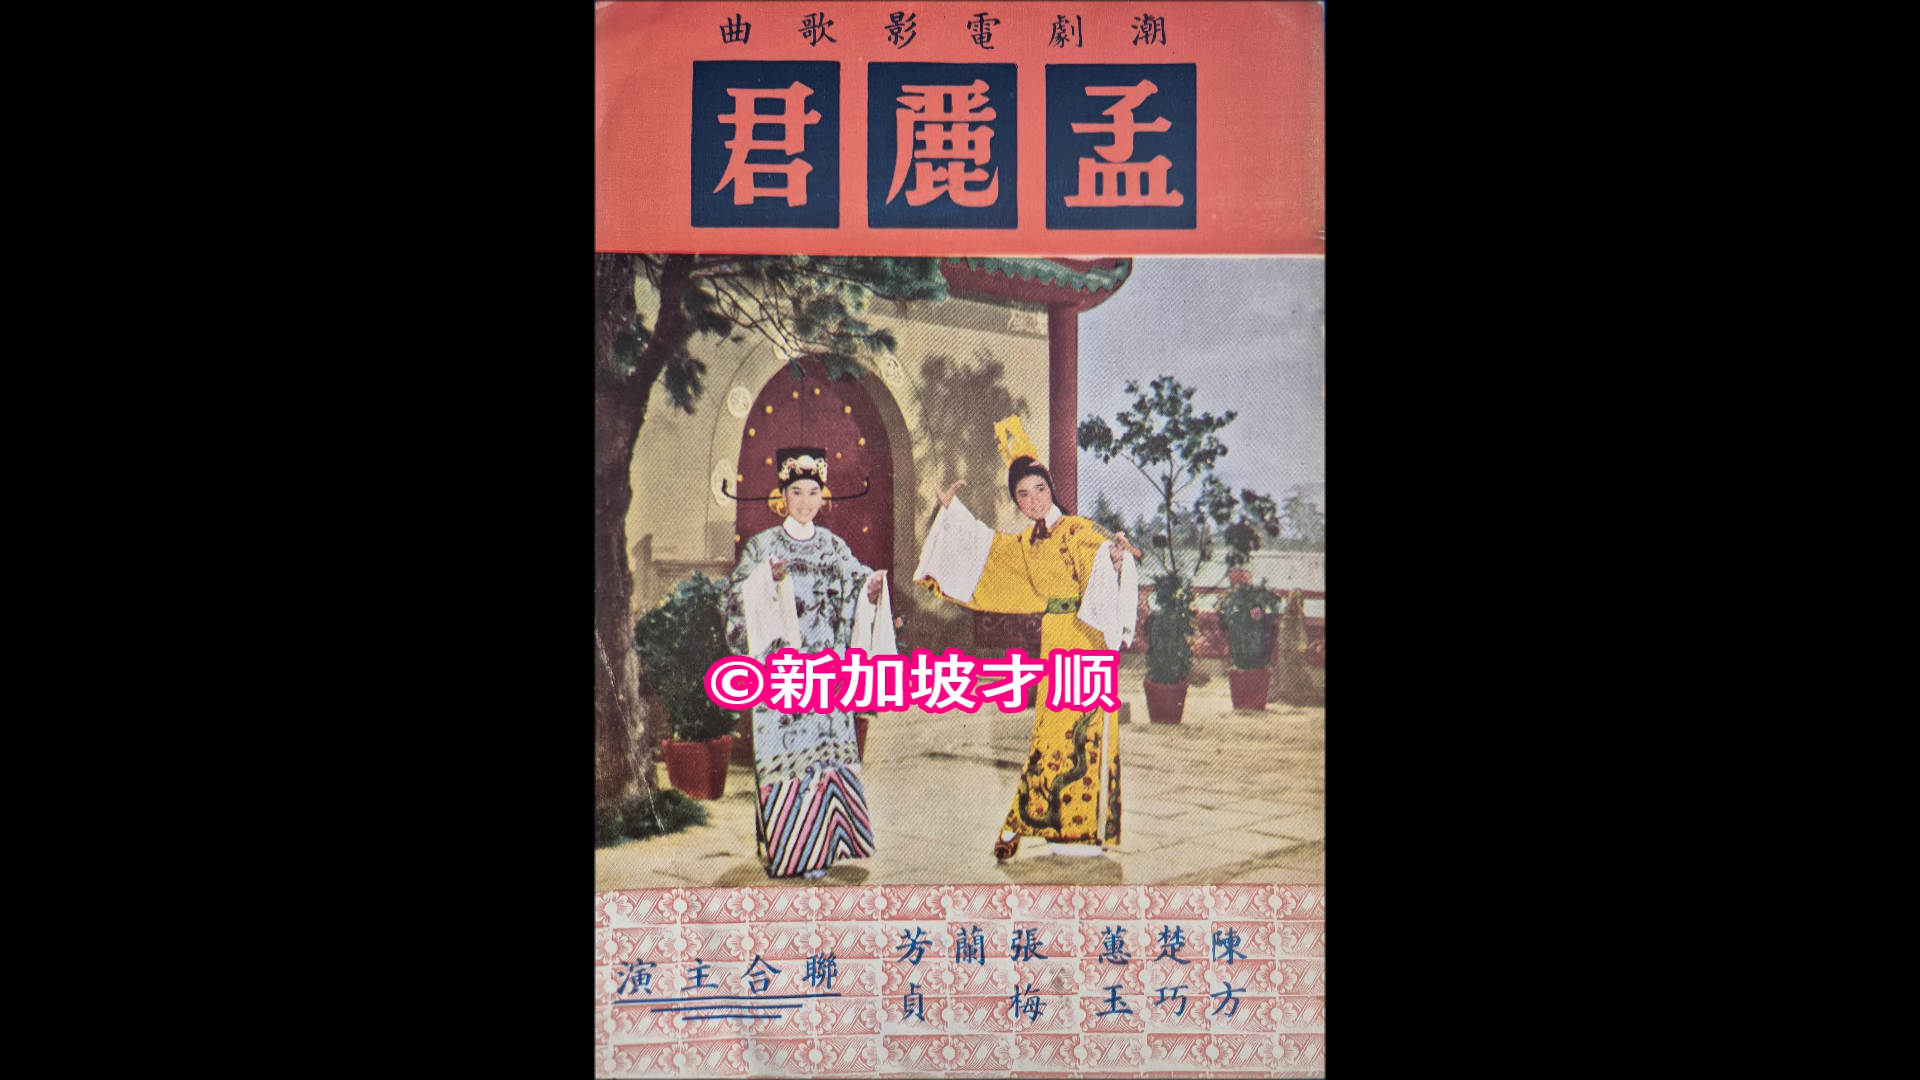 潮劇電影歌曲
孟麗君
©新加坡才顺
陳楚蕙 張蘭芳
方巧玉 梅貞
聯合主演